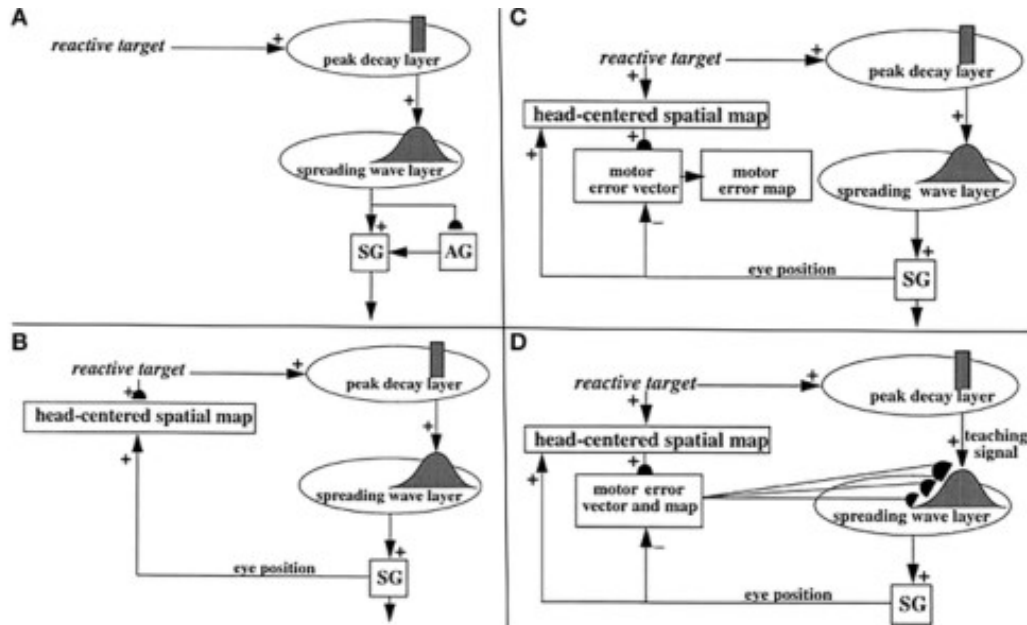 A
reactive target
+
peak decay layer
+
spreading wave layer
+
SG
AG
B
reactive target
+
peak decay layer
+
head-centered spatial map
+
+
spreading wave layer
+
eye position
SG
C
reactive target
+
peak decay layer
+
head-centered spatial map
+
+
+
motor
error vector
motor
error map
spreading wave layer
−
+
eye position
SG
D
reactive target
+
peak decay layer
+
head-centered spatial map
+
teaching
signal
+
+
motor error
vector and map
spreading wave layer
−
+
eye position
SG